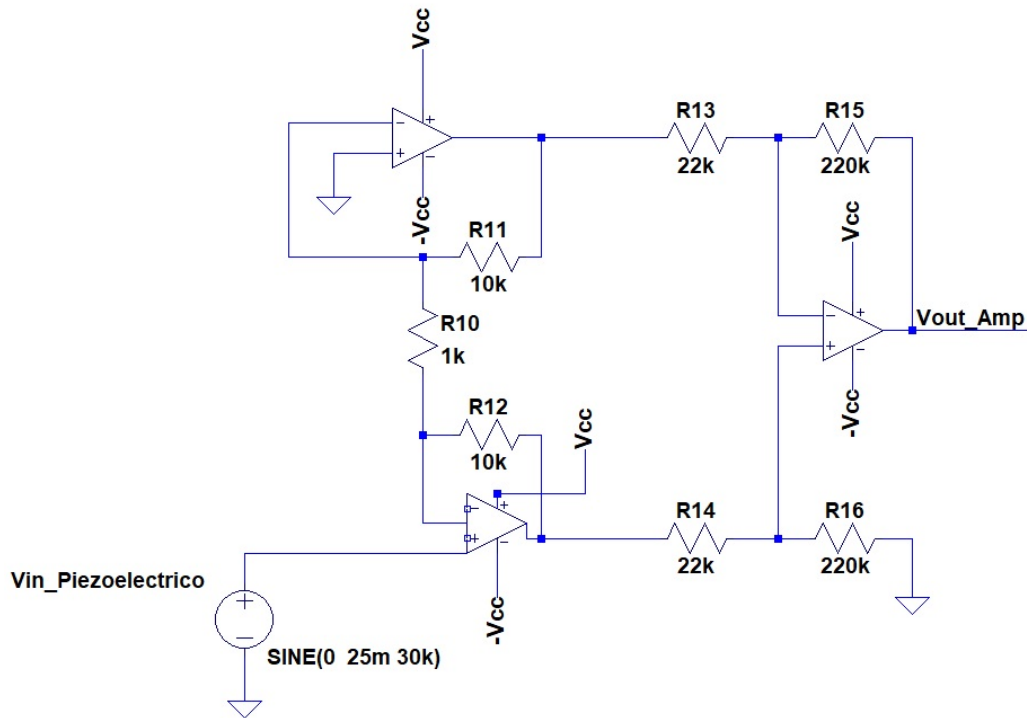 Vcc
R13
R15
22k
220k
-Vcc
R11
10k
Vcc
R10
1k
Vout_Amp
R12
10k
Vcc
-Vcc
R14
22k
R16
220k
Vin_Piezoelectrico
-Vcc
SINE(0 25m 30k)